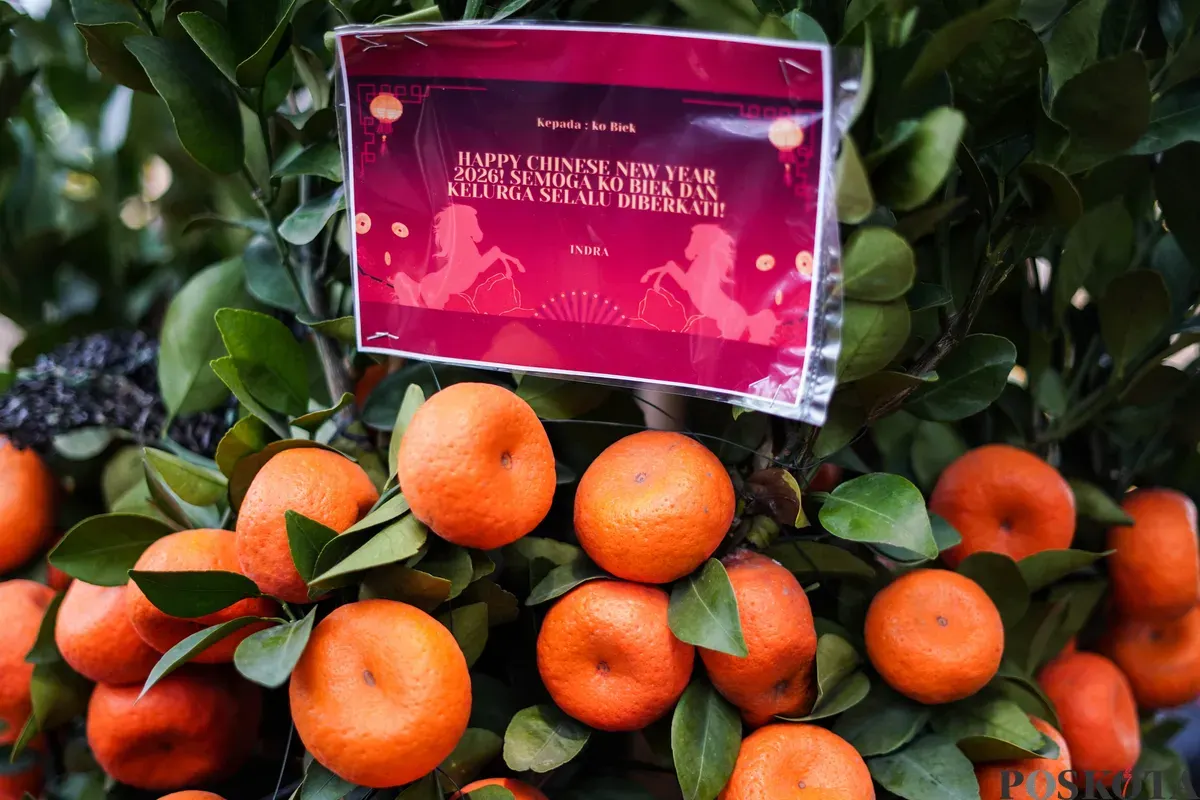 Kepada : ko Biek
HAPPY CHINESE NEW YEAR
2026! SEMOGA KO BIEK DAN
KELURGA SELALU DIBERKATI!
INDRA
POSKOTA